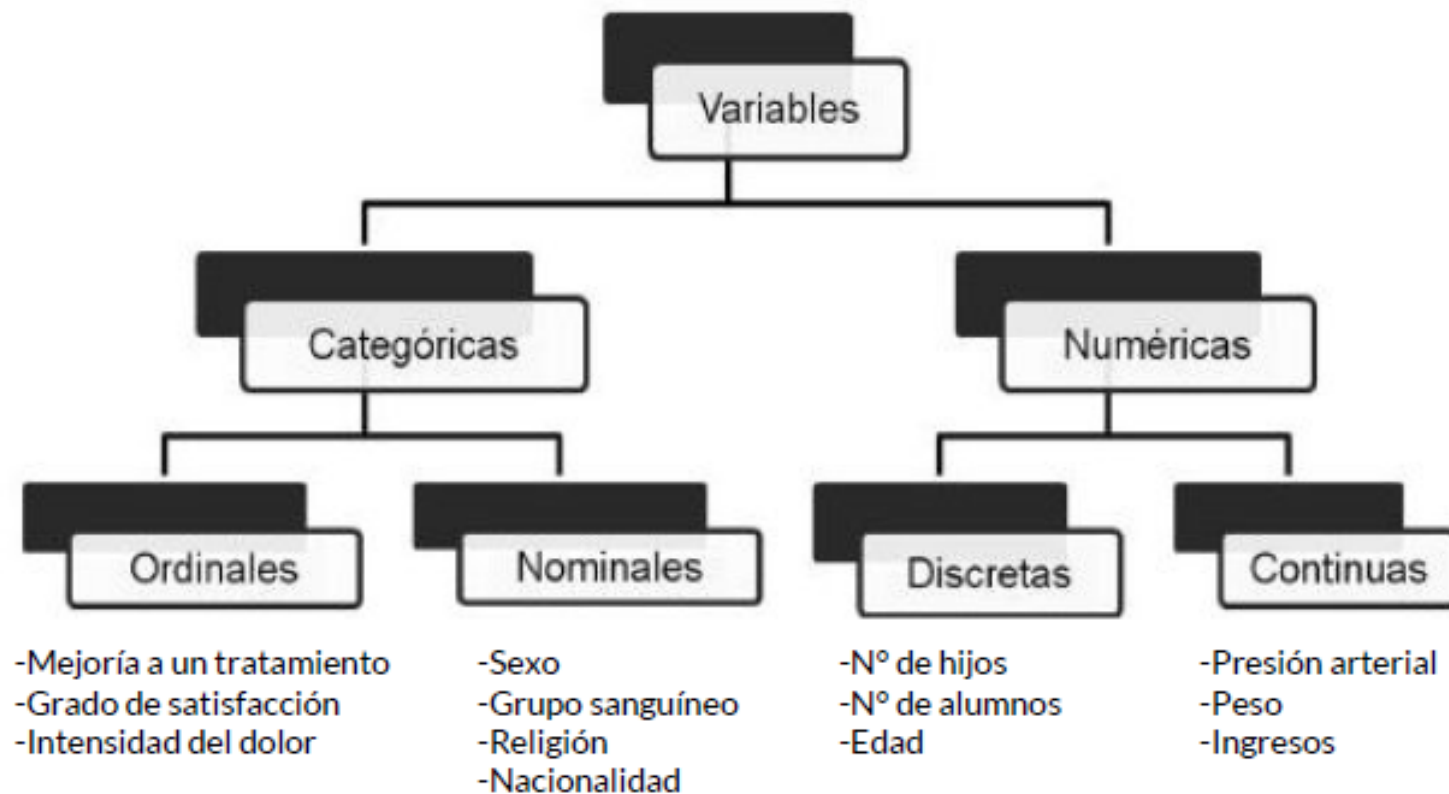 Variables
Categóricas
Numéricas
Ordinales
Nominales
Discretas
Continuas
-Mejoría a un tratamiento
-Grado de satisfacción
-Intensidad del dolor
-Sexo
-Grupo sanguíneo
-Religión
-Nacionalidad
-Nº de hijos
-Nº de alumnos
-Edad
-Presión arterial
-Peso
-Ingresos